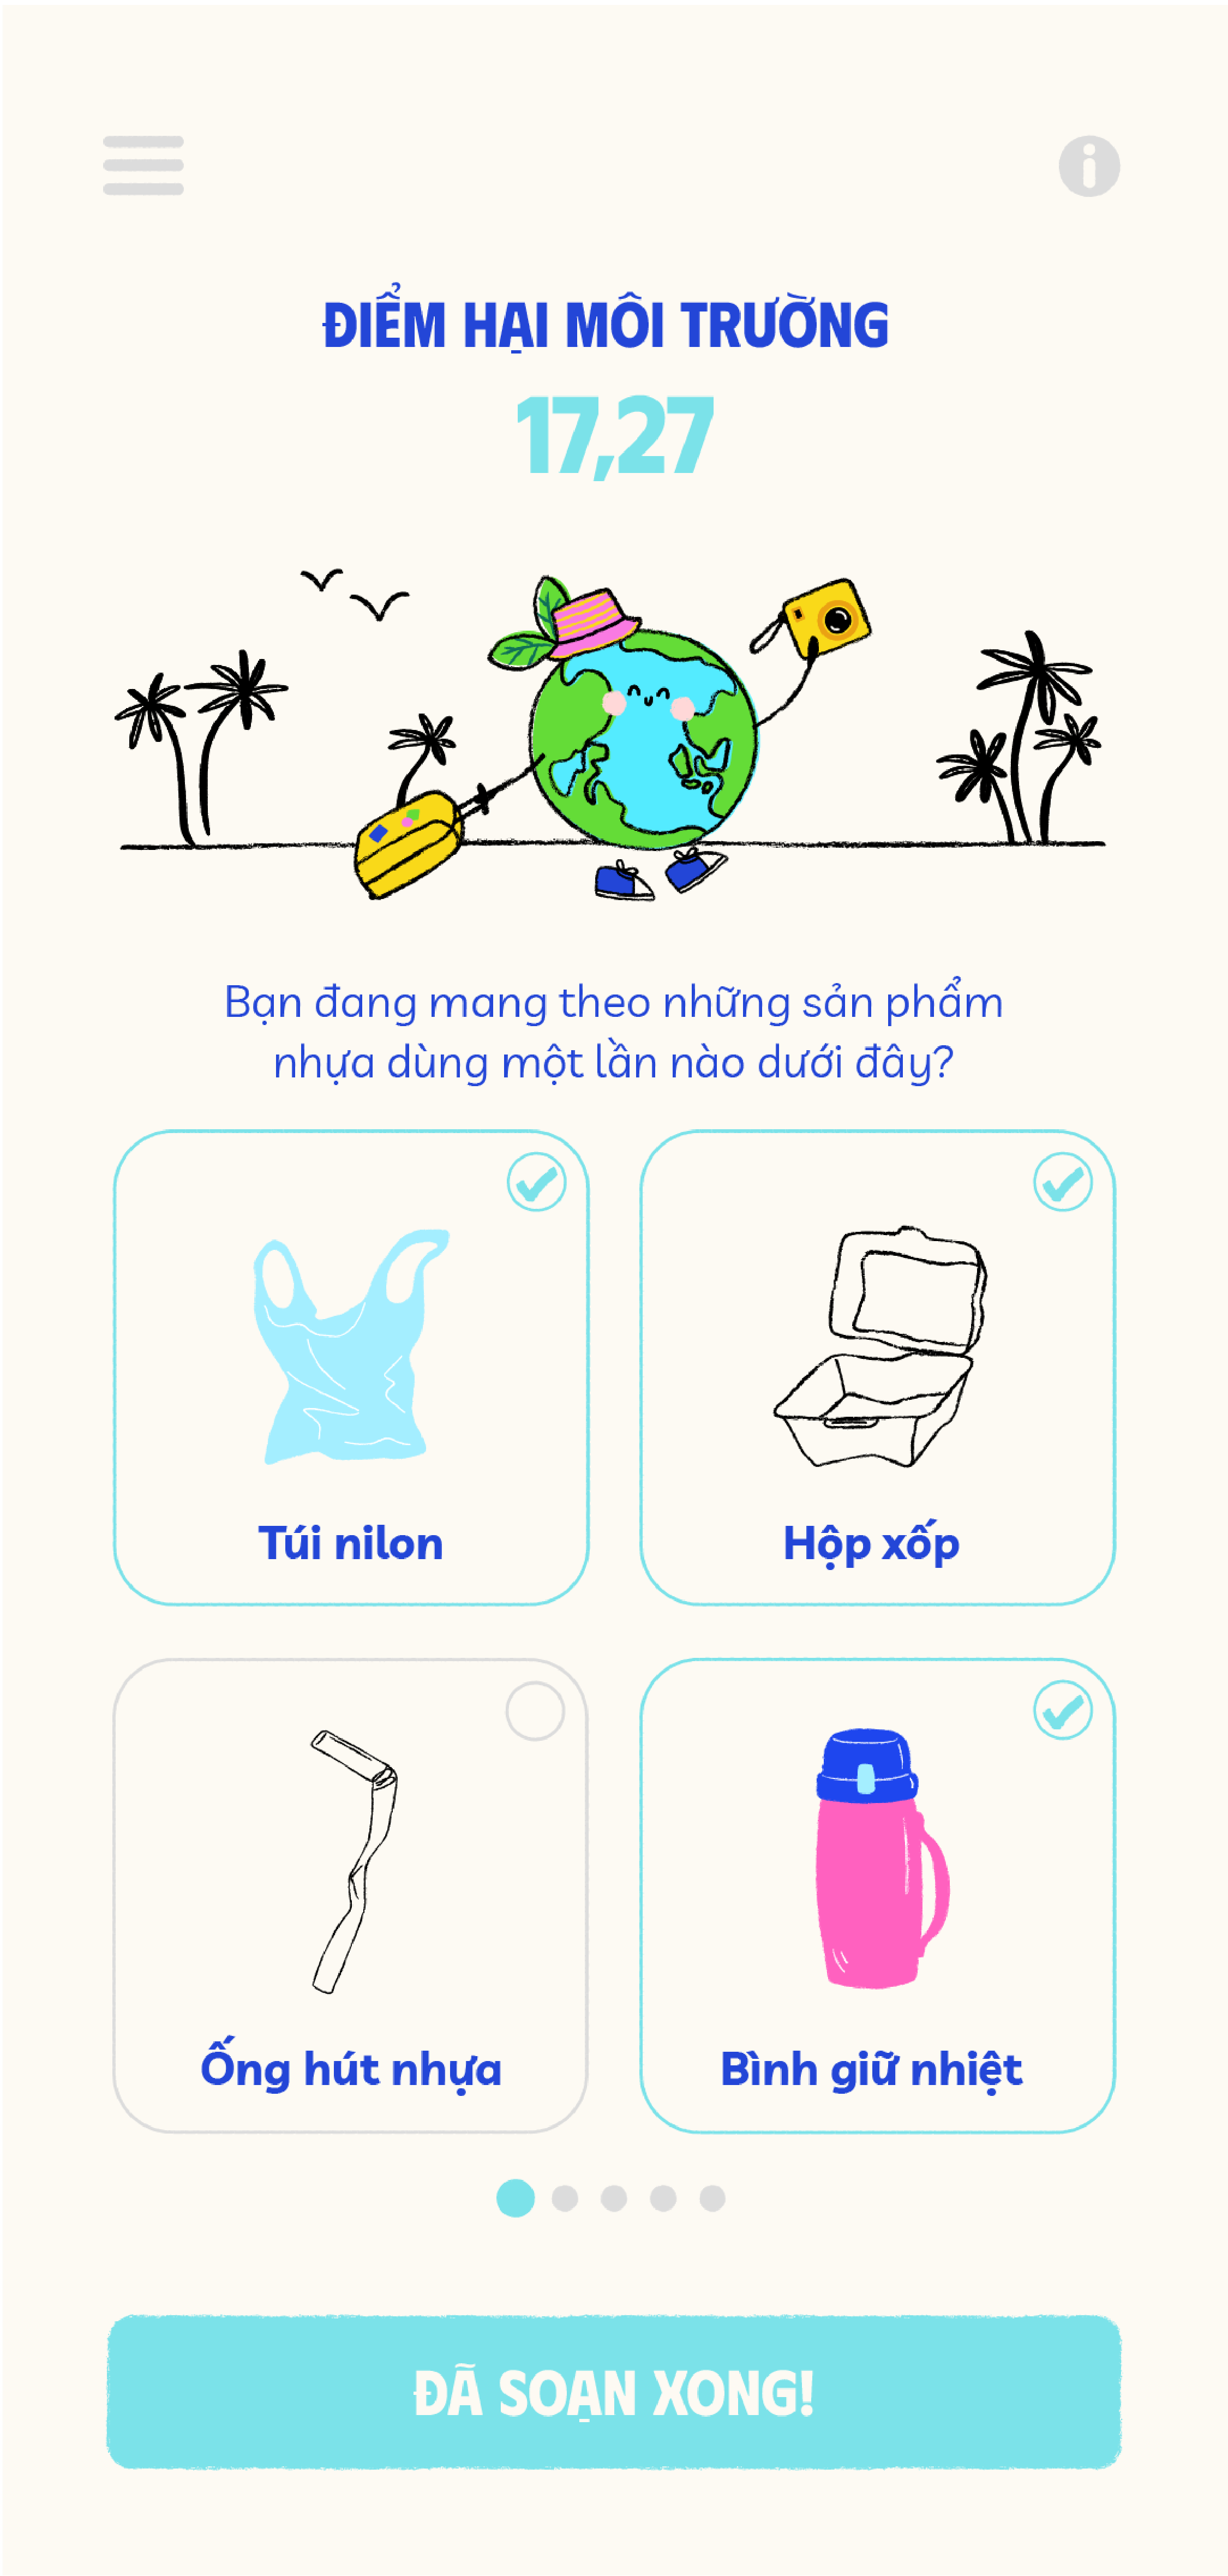 ĐIỂM HẠI MÔI TRƯỜNG
17,27
Bạn đang mang theo những sản phẩm
nhựa dùng một lần nào dưới đây?
Túi nilon
Hộp xốp
Ống hút nhựa
Bình giữ nhiệt
ĐÃ SOẠN XONG!